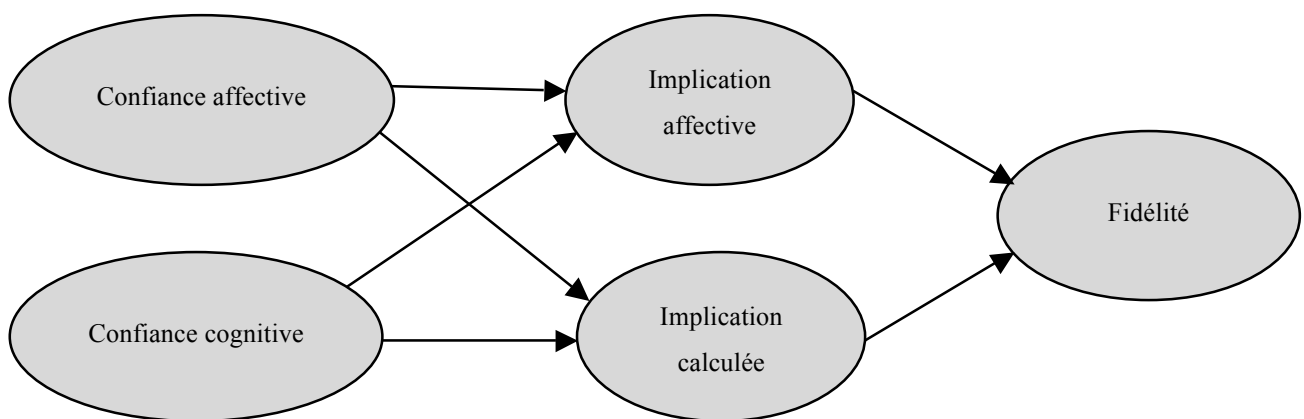 Confiance affective
Implication
affective
Fidélité
Confiance cognitive
Implication
calculée